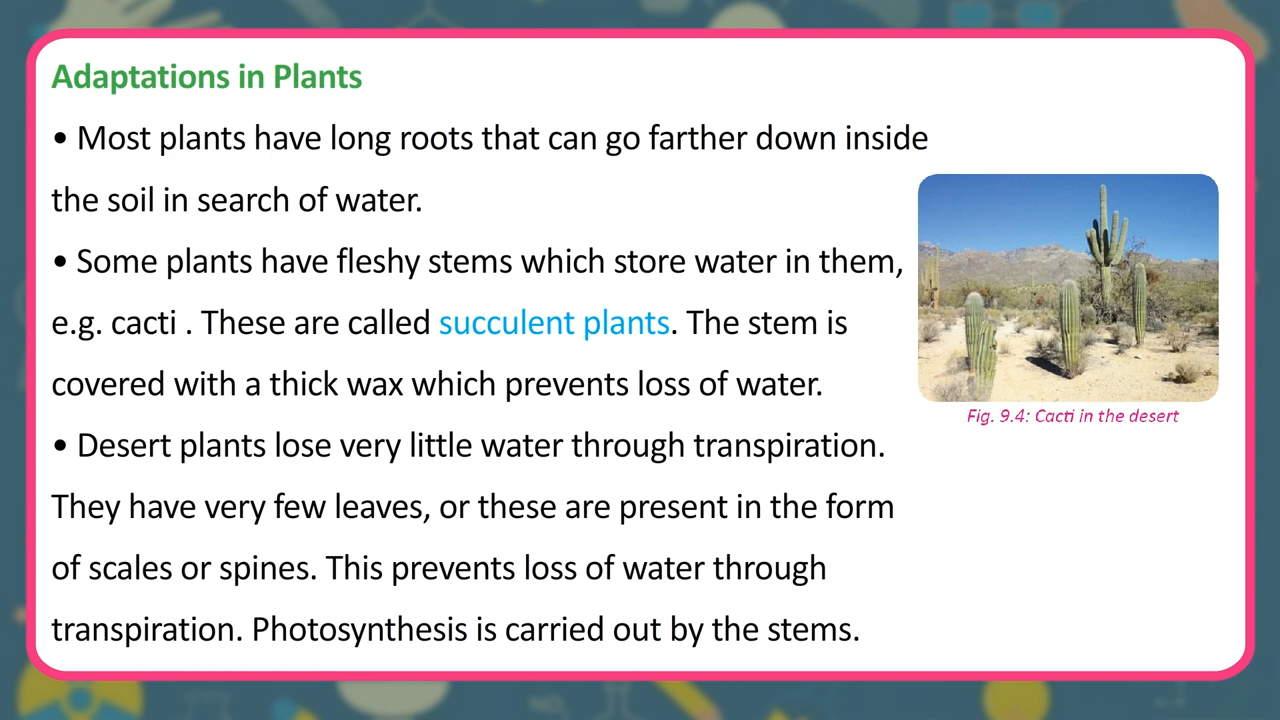 Adaptations in Plants
• Most plants have long roots that can go farther down inside
the soil in search of water.
• Some plants have fleshy stems which store water in them,
e.g. cacti . These are called succulent plants. The stem is
covered with a thick wax which prevents loss of water.
Fig. 9.4: Cacti in the desert
• Desert plants lose very little water through transpiration.
They have very few leaves, or these are present in the form
of scales or spines. This prevents loss of water through
transpiration. Photosynthesis is carried out by the stems.